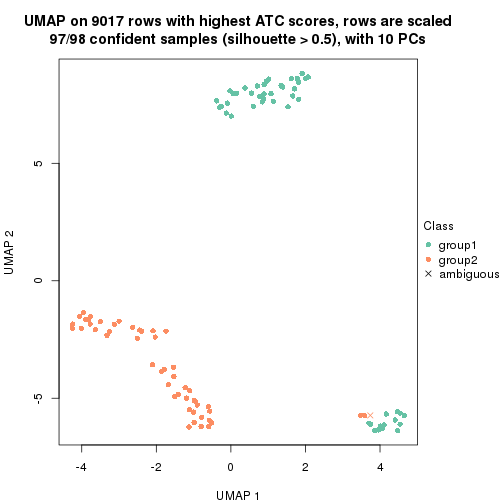 UMAP on 9017 rows with highest ATC scores, rows are scaled
97/98 confident samples (silhouette > 0.5), with 10 PCs
5
0
-5
UMAP 2
-4
-2
0
2
4
UMAP 1
Class
group1
group2
ambiguous